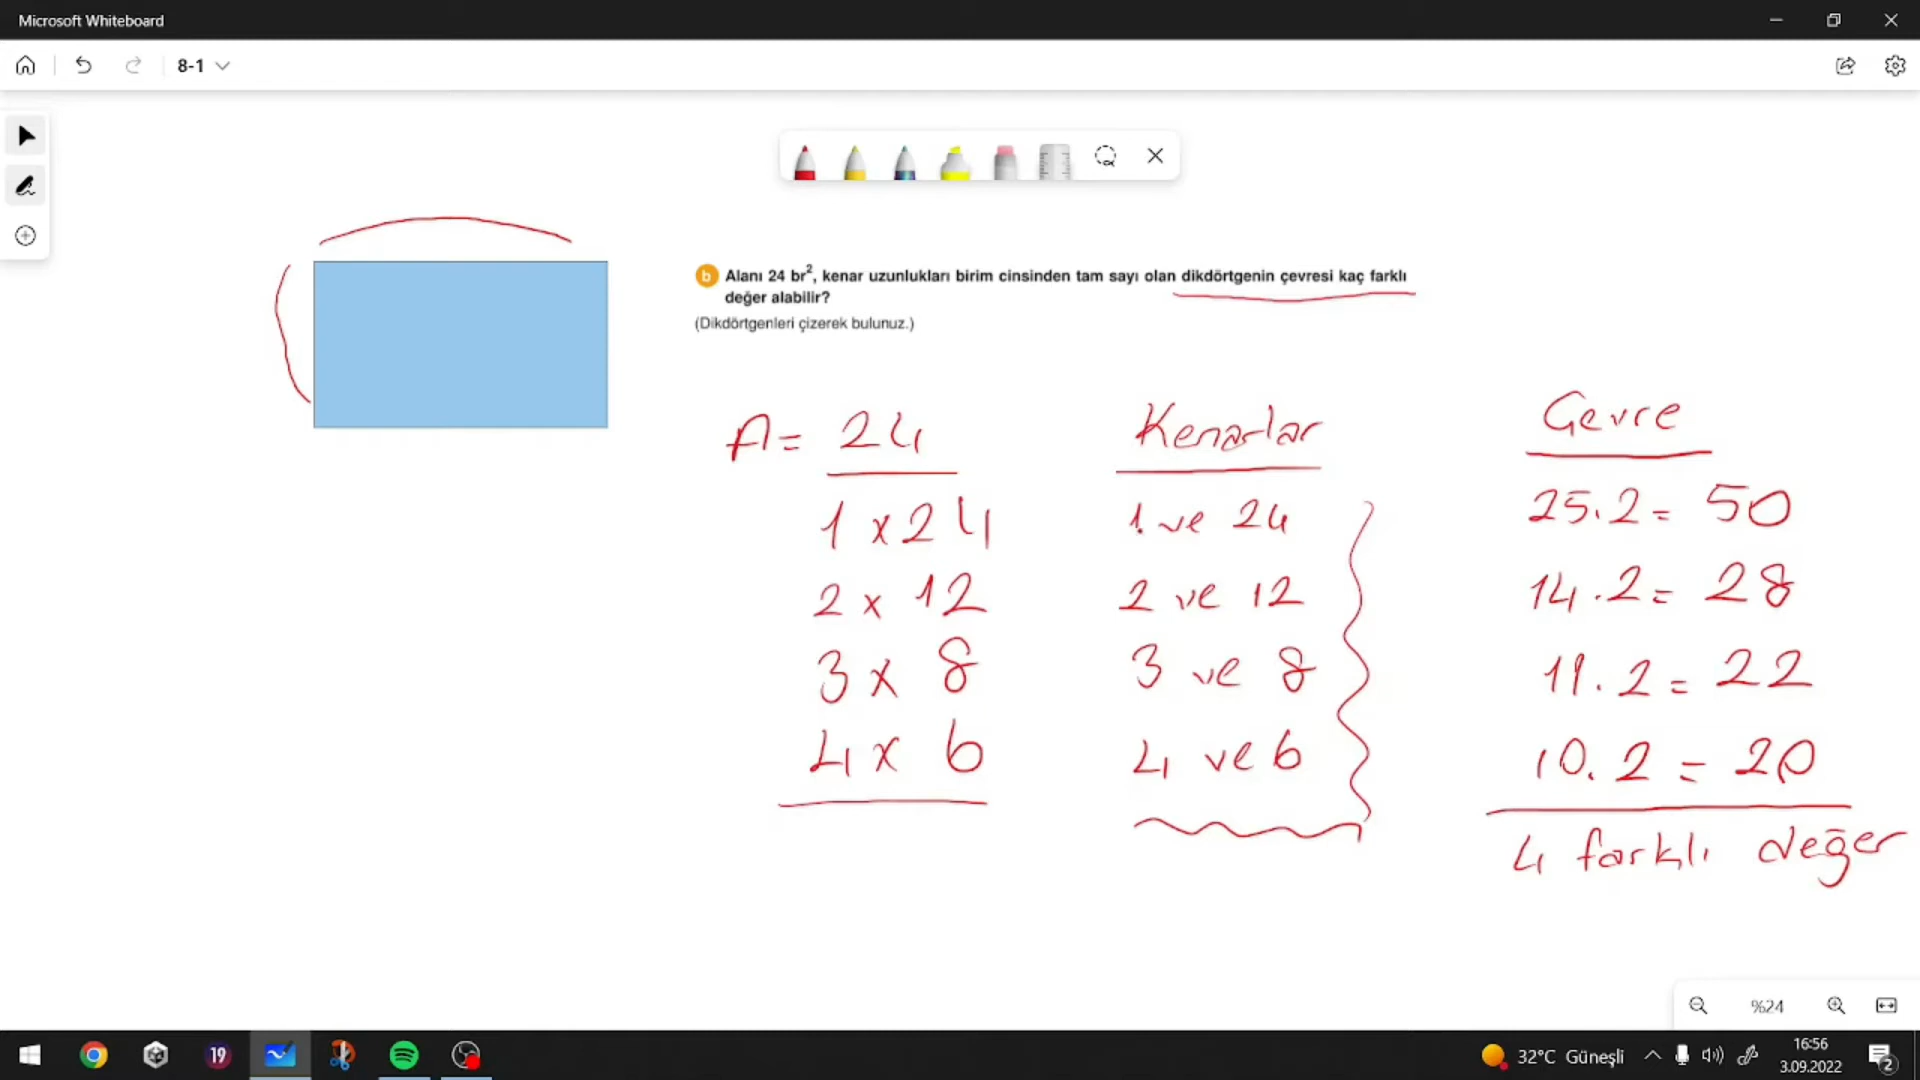 Microsoft Whiteboard
8-1
b Alanı 24 br², kenar uzunlukları birim cinsinden tam sayı olan dikdörtgenin çevresi kaç farklı
değer alabilir?
(Dikdörtgenleri çizerek bulunuz.)
A = 24
1 x 24
2 x 12
3 x 8
4 x 6
Kenarlar
1 ve 24
2 ve 12
3 ve 8
4 ve 6
Çevre
25.2 = 50
14.2 = 28
11.2 = 22
10.2 = 20
4 farklı değer
%24
19
32°C Güneşli
16:56
3.09.2022
2